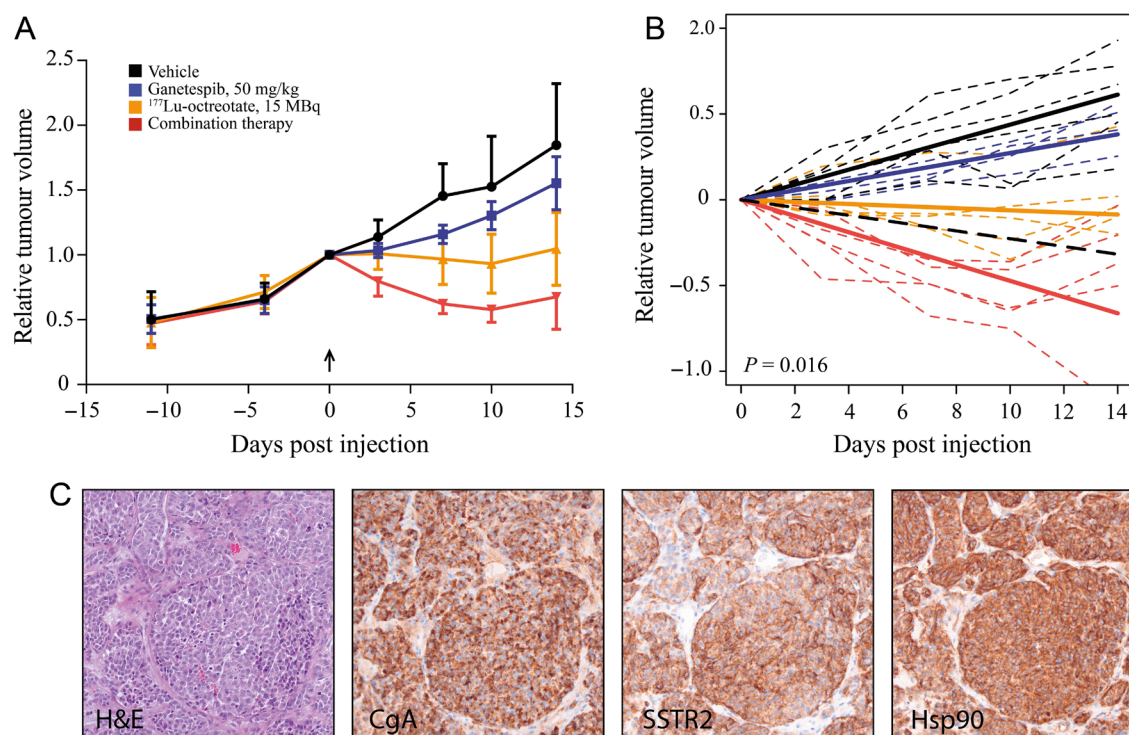 A
2.5
2.0
1.5
1.0
0.5
0
Relative tumour volume
Vehicle
Ganetespib, 50 mg/kg
¹⁷⁷Lu-octreotate, 15 MBq
Combination therapy
−15 −10 −5 0 5 10 15
Days post injection
B
2.0
0.5
0
−0.5
−1.0
Relative tumour volume
P = 0.016
0 2 4 6 8 10 12 14
Days post injection
C
H&E
CgA
SSTR2
Hsp90